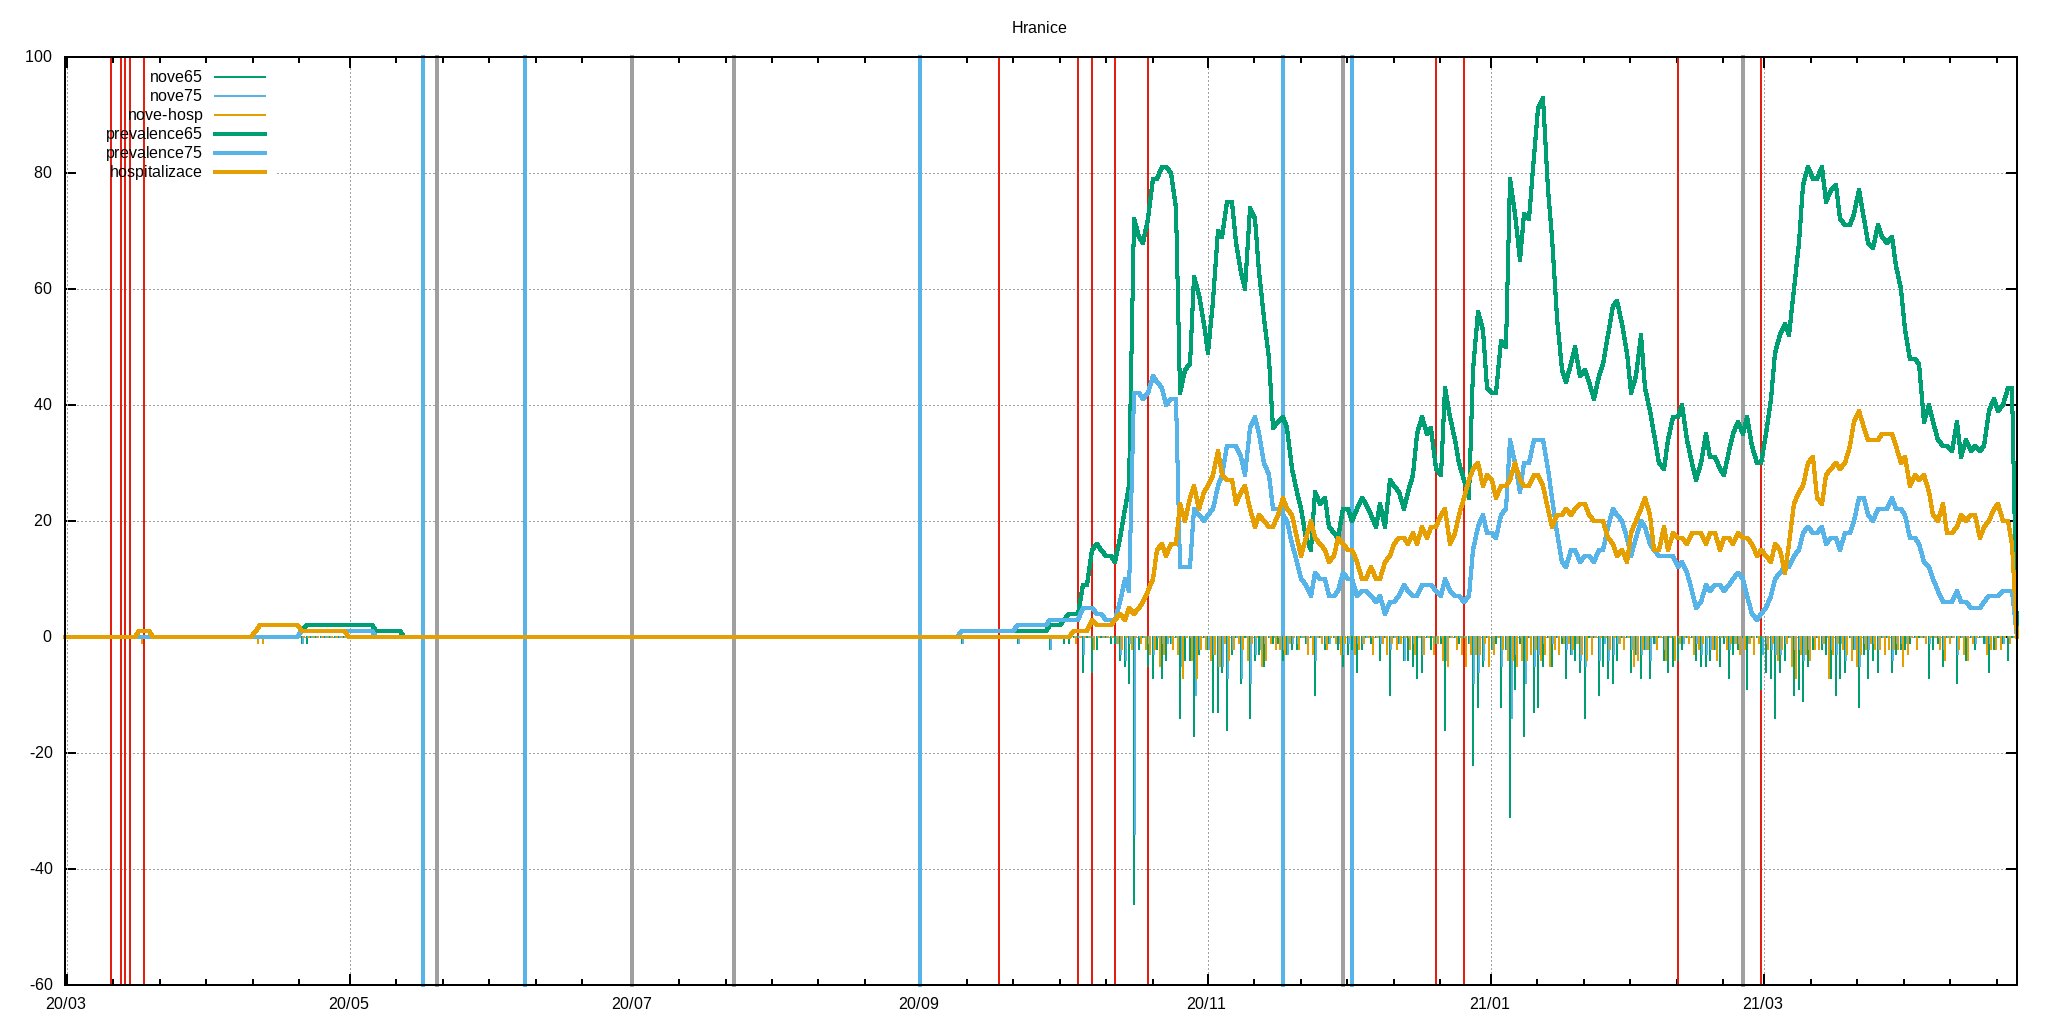 Hranice
100
80
60
40
20
0
-20
-40
-60
nove65
nove75
nove-hosp
prevalence65
prevalence75
hospitalizace
20/03 20/05 20/07 20/09 20/11 21/01 21/03